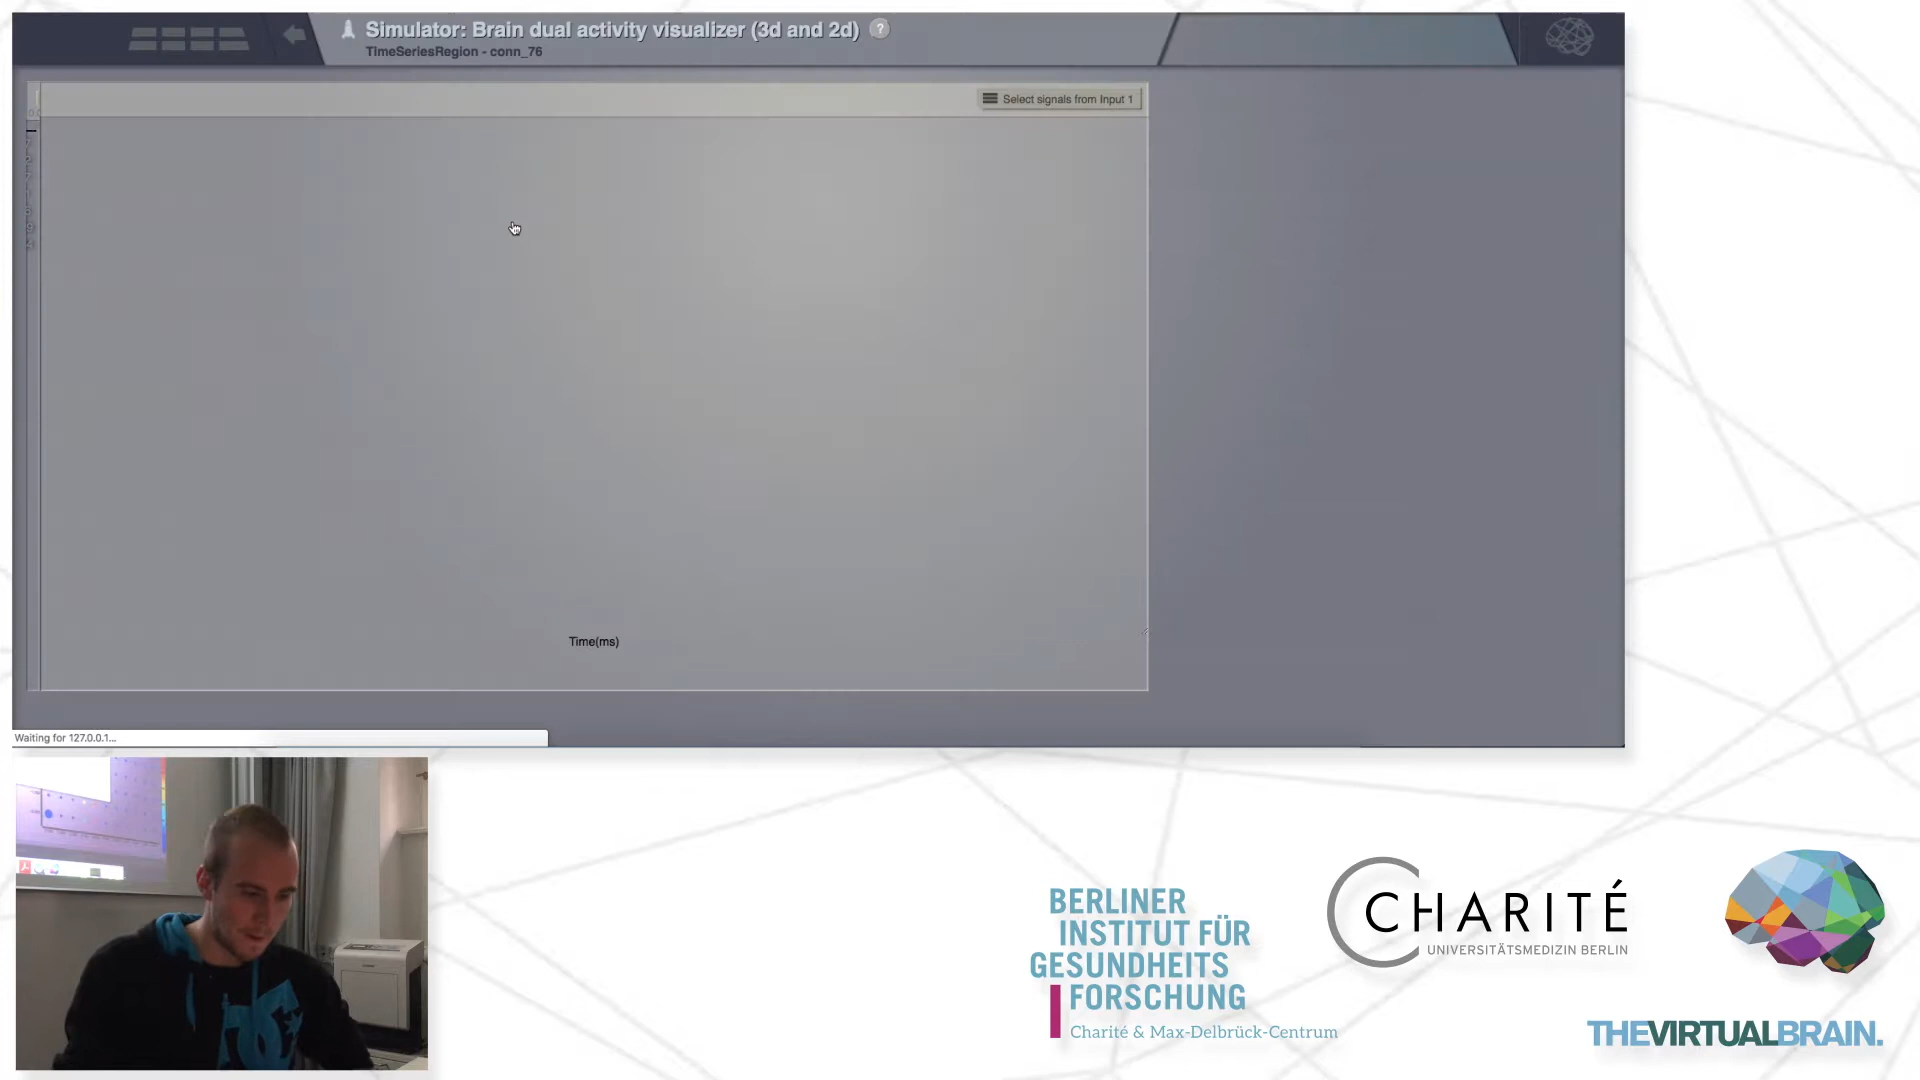 Simulator: Brain dual activity visualizer (3d and 2d) ?
TimeSeriesRegion - conn_76
Select signals from Input 1
Time(ms)
Waiting for 127.0.0.1...
BERLINER
INSTITUT FÜR
GESUNDHEITS
FORSCHUNG
Charité & Max-Delbrück-Centrum
CHARITÉ
UNIVERSITÄTSMEDIZIN BERLIN
THEVIRTUALBRAIN.